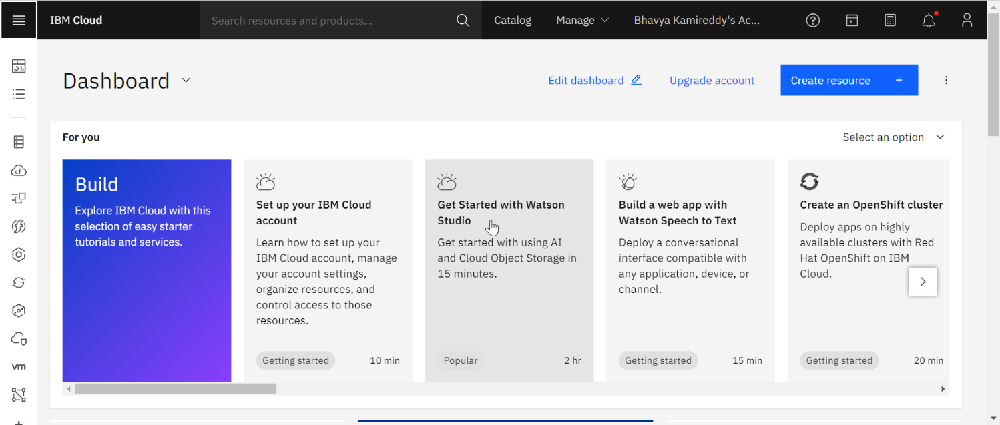 IBM Cloud
Search resources and products...
Catalog
Manage
Bhavya Kamireddy's Ac...
Dashboard
Edit dashboard
Upgrade account
Create resource +
For you
Select an option
Build
Explore IBM Cloud with this
selection of easy starter
tutorials and services.
Set up your IBM Cloud
account
Learn how to set up your
IBM Cloud account, manage
your account settings,
organize resources, and
control access to those
resources.
Getting started
10 min
Get Started with Watson
Studio
Get started with using AI
and Cloud Object Storage in
15 minutes.
Popular
2 hr
Build a web app with
Watson Speech to Text
Deploy a conversational
interface compatible with
any application, device, or
channel.
Getting started
15 min
Create an OpenShift cluster
Deploy apps on highly
available clusters with Red
Hat OpenShift on IBM
Cloud.
Getting started
20 min
cf
vm